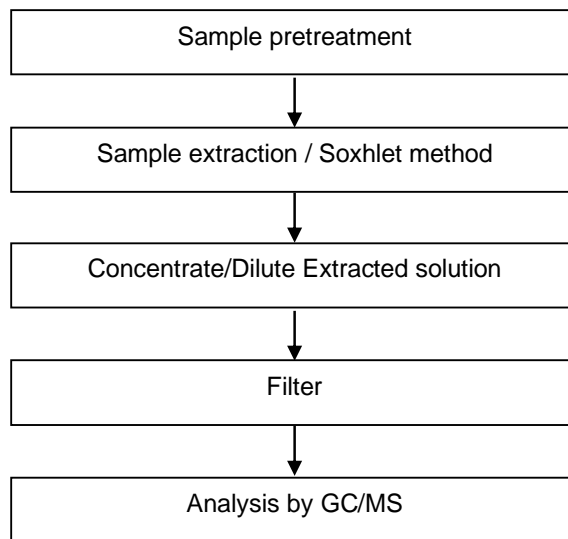 Sample pretreatment
Sample extraction / Soxhlet method
Concentrate/Dilute Extracted solution
Filter
Analysis by GC/MS